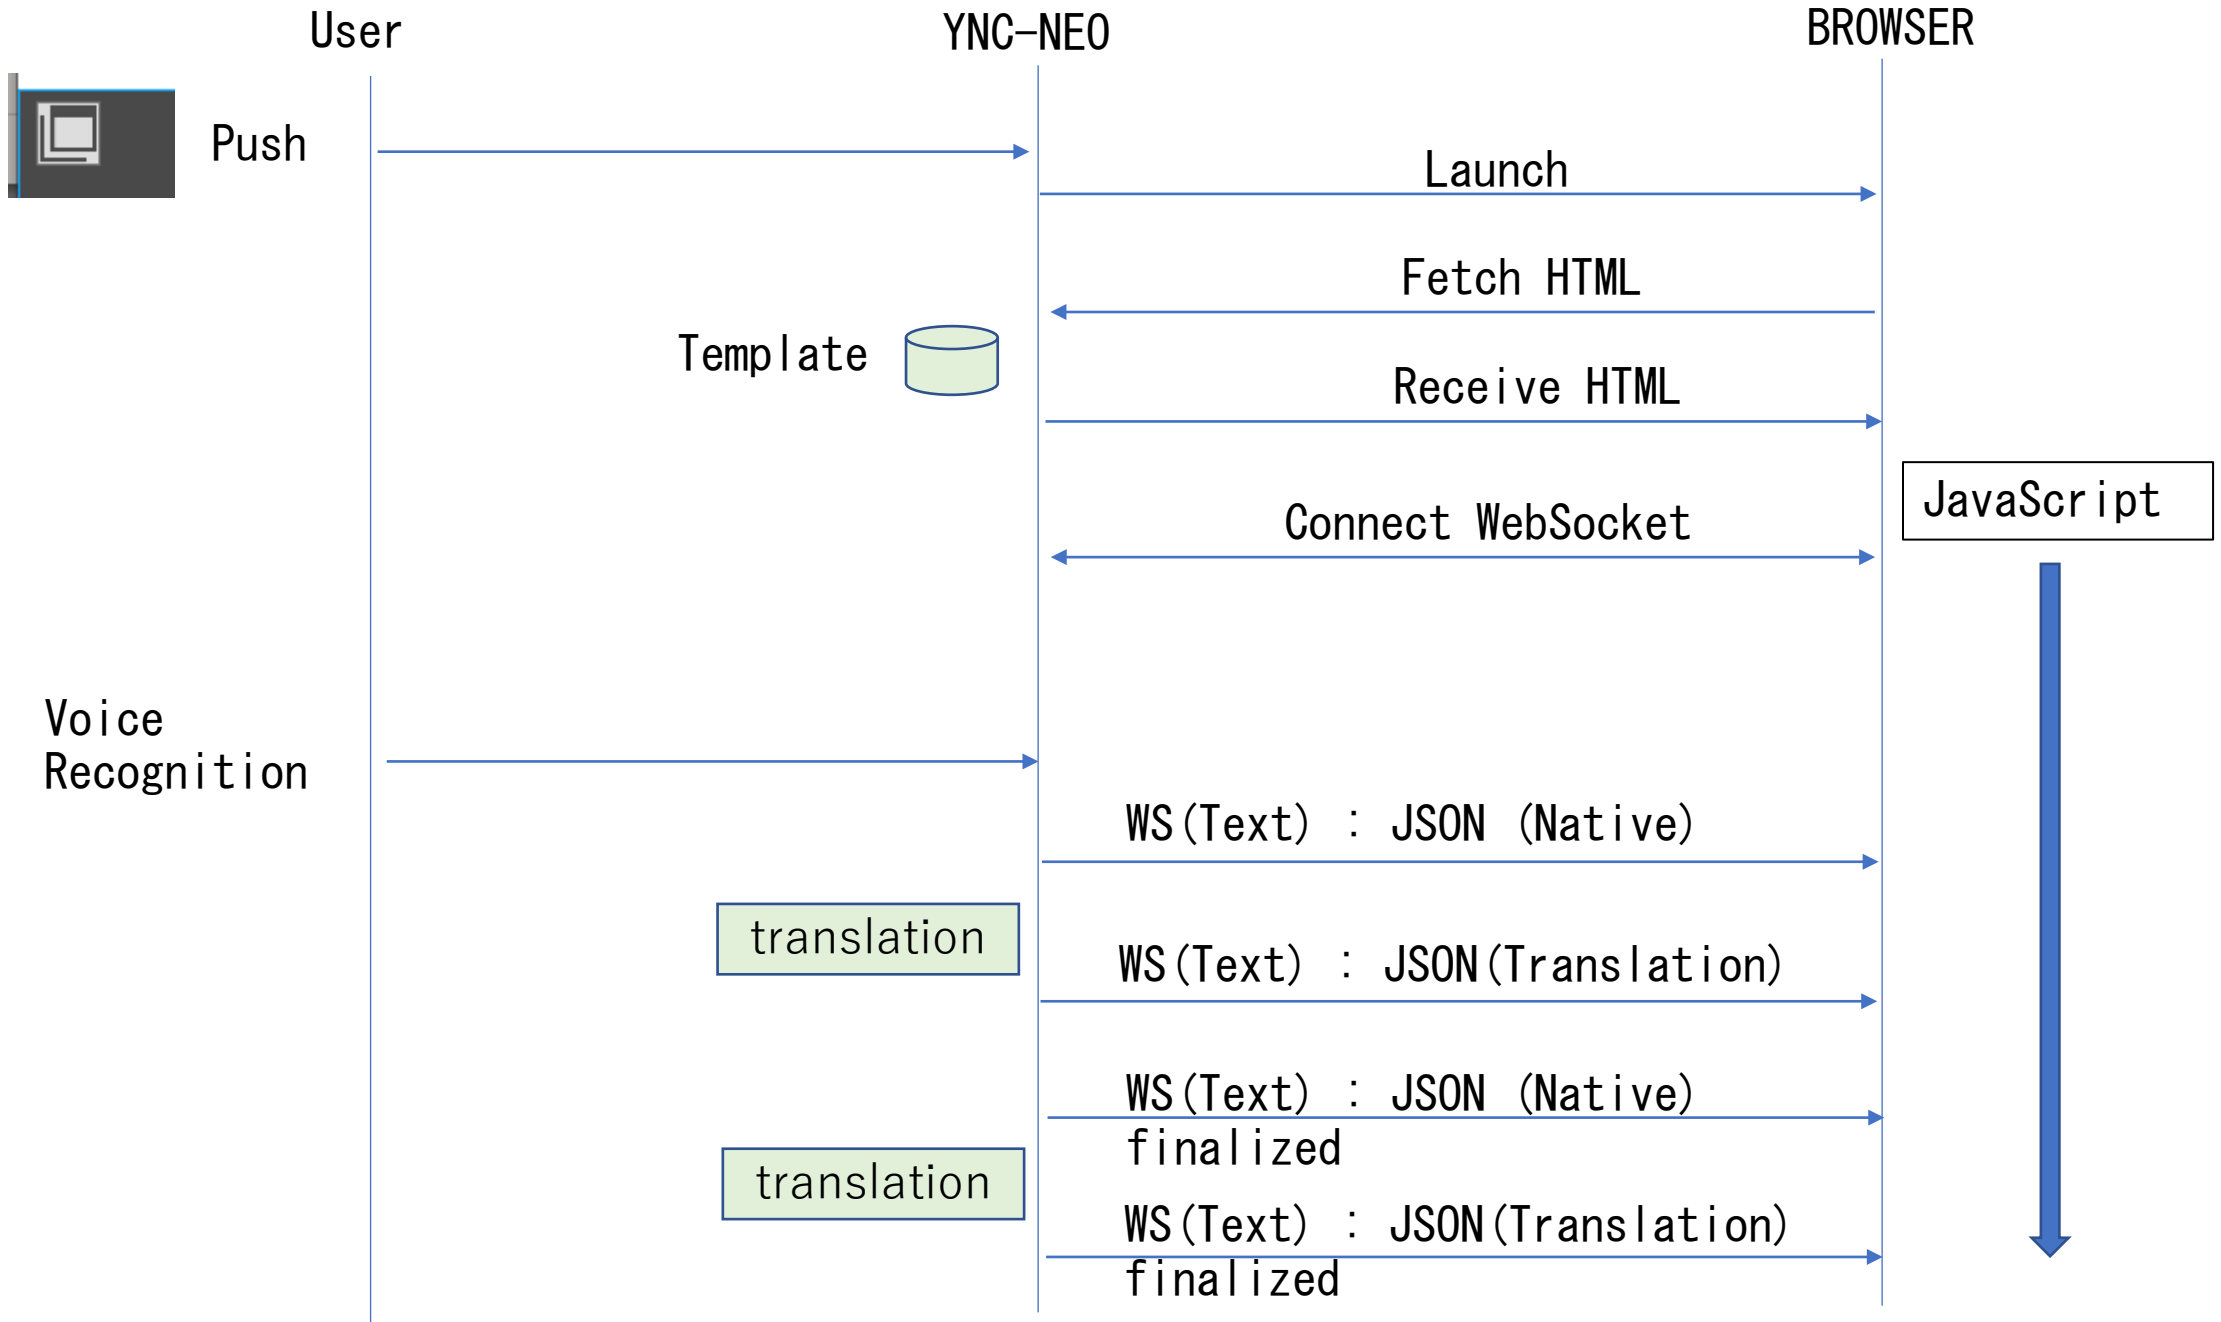 User
YNC-NEO
BROWSER
Push
Launch
Fetch HTML
Template
Receive HTML
JavaScript
Connect WebSocket
Voice
Recognition
WS(Text) : JSON (Native)
translation
WS(Text) : JSON(Translation)
WS(Text) : JSON (Native)
finalized
translation
WS(Text) : JSON(Translation)
finalized